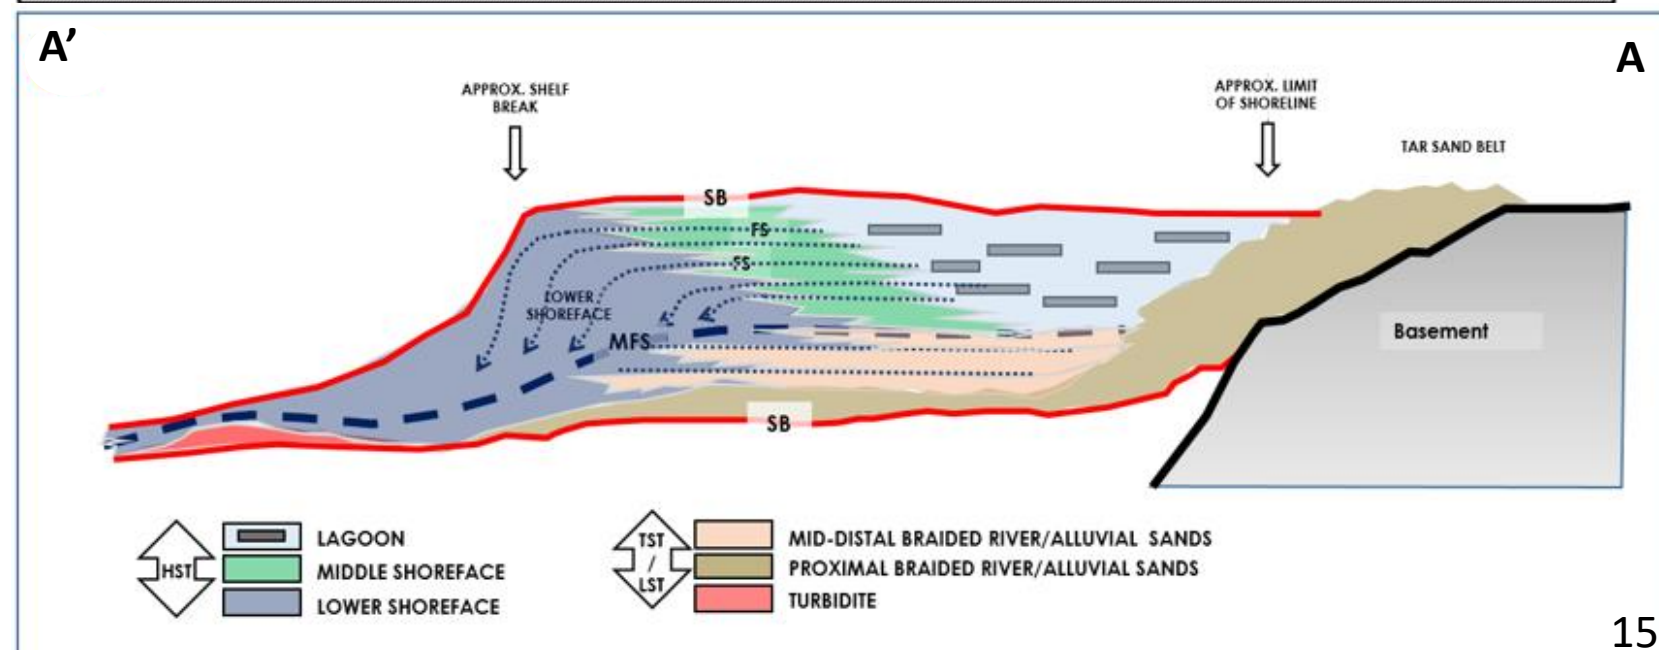 A’
A
APPROX. SHELF
BREAK
APPROX. LIMIT
OF SHORELINE
TAR SAND BELT
SB
FS
FS
LOWER
SHOREFACE
MFS
Basement
SB
HST
LAGOON
MIDDLE SHOREFACE
LOWER SHOREFACE
TST
/
LST
MID-DISTAL BRAIDED RIVER/ALLUVIAL SANDS
PROXIMAL BRAIDED RIVER/ALLUVIAL SANDS
TURBIDITE
15